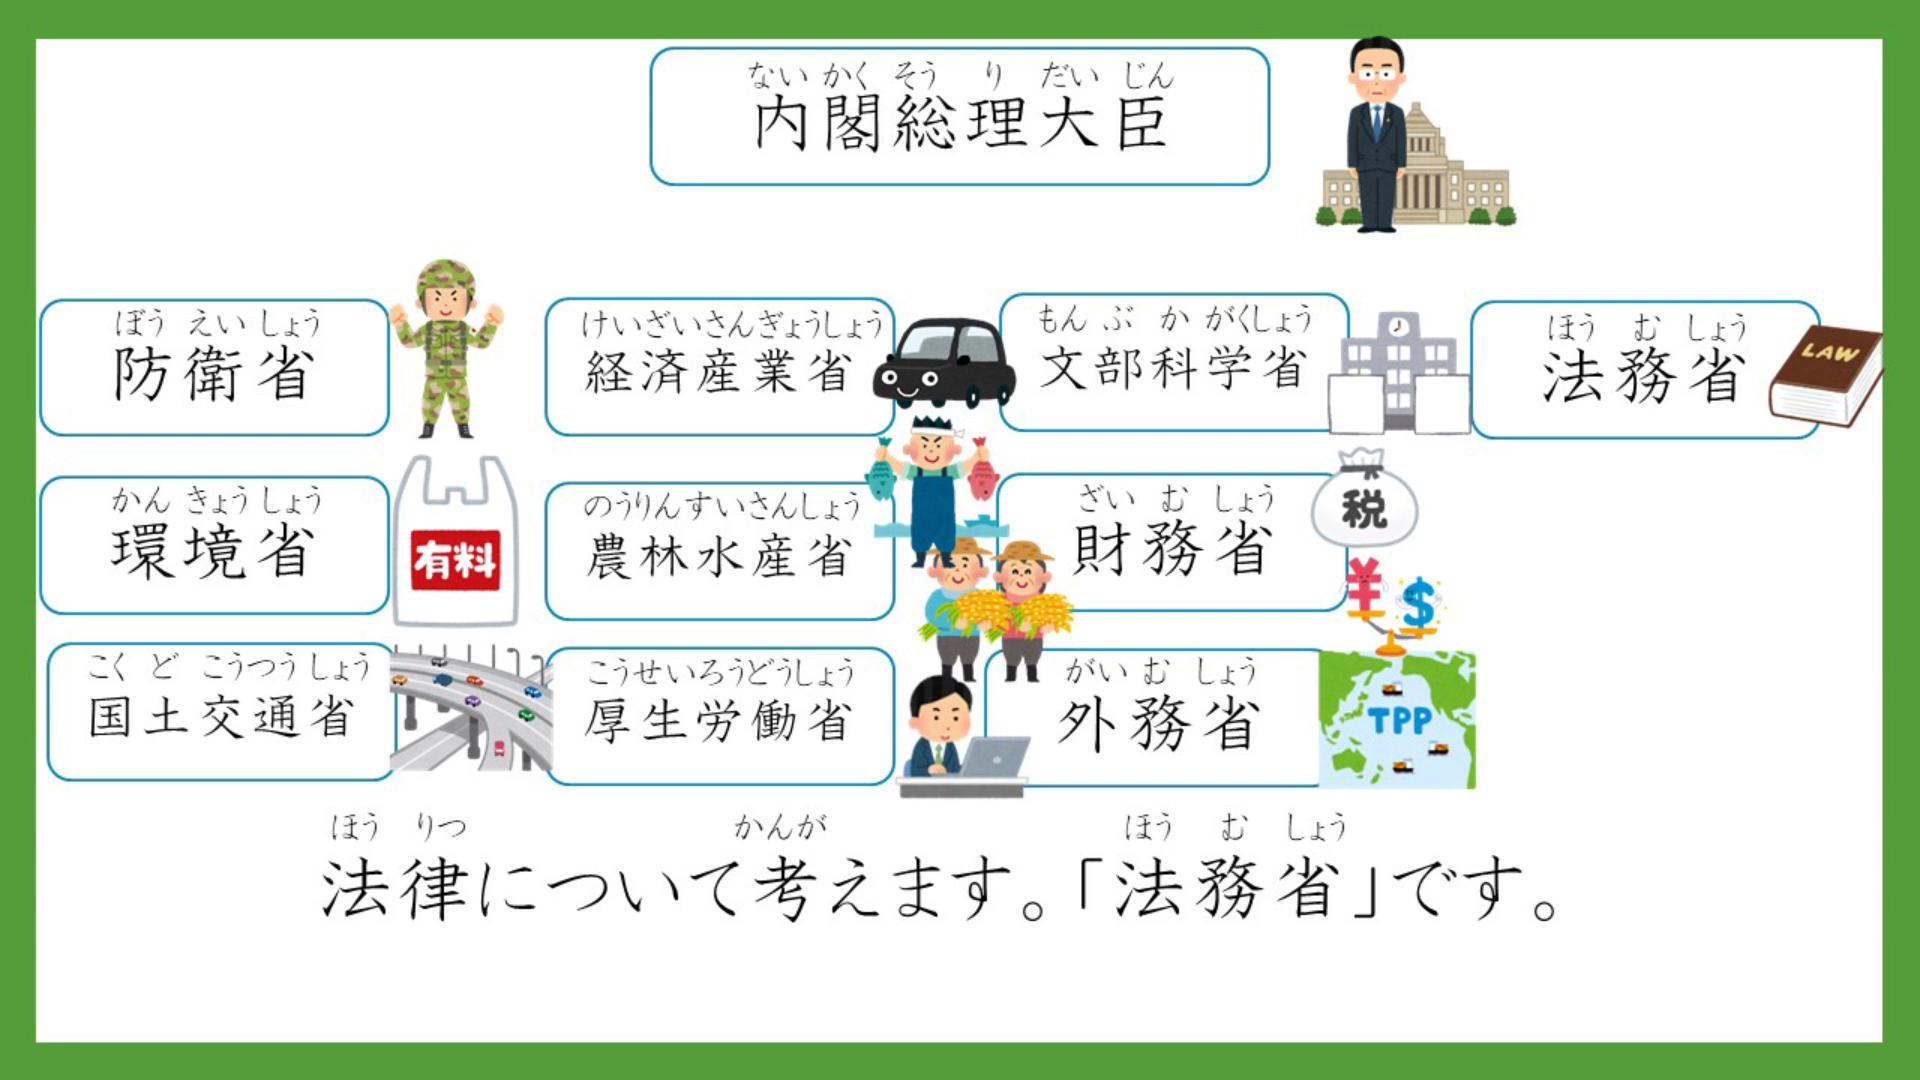 ない かく そう り だい じん
内閣総理大臣
ぼう えい しょう
防衛省
けいざいさんぎょうしょう
経済産業省
もん ぶ か がくしょう
文部科学省
ほう む しょう
法務省
LAW
かん きょう しょう
環境省
有料
のうりんすいさんしょう
農林水産省
ざい む しょう
財務省
税
¥ $
こく ど こうつう しょう
国土交通省
こうせいろうどうしょう
厚生労働省
がい む しょう
外務省
TPP
ほう りつ かんが ほう む しょう
法律について考えます。「法務省」です。